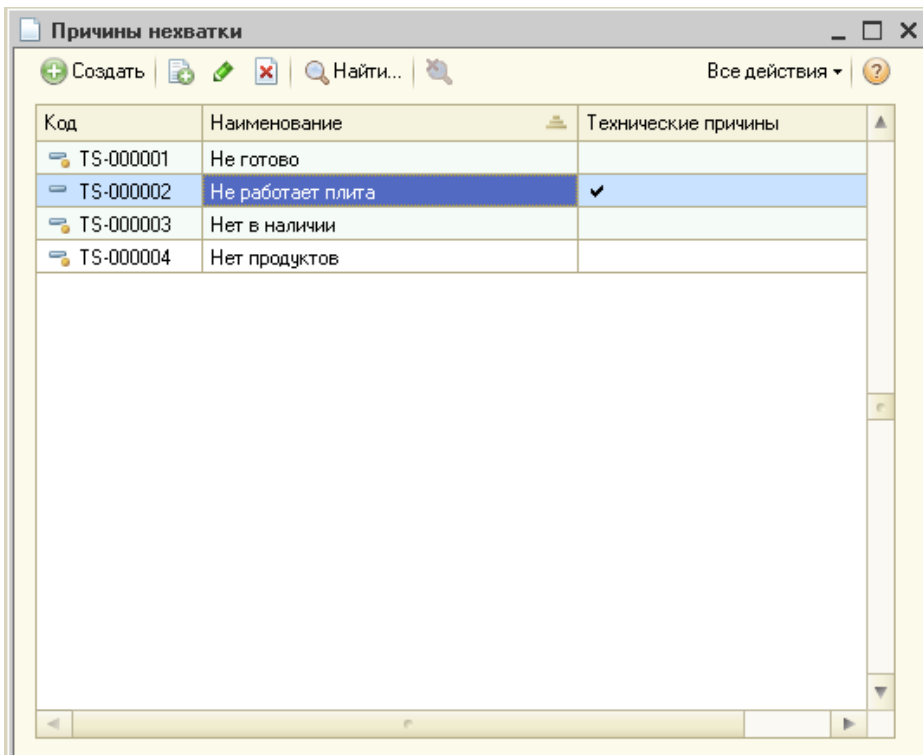 Причины нехватки
Создать Найти... Все действия
Код Наименование Технические причины
TS-000001 Не готово
TS-000002 Не работает плита
TS-000003 Нет в наличии
TS-000004 Нет продуктов